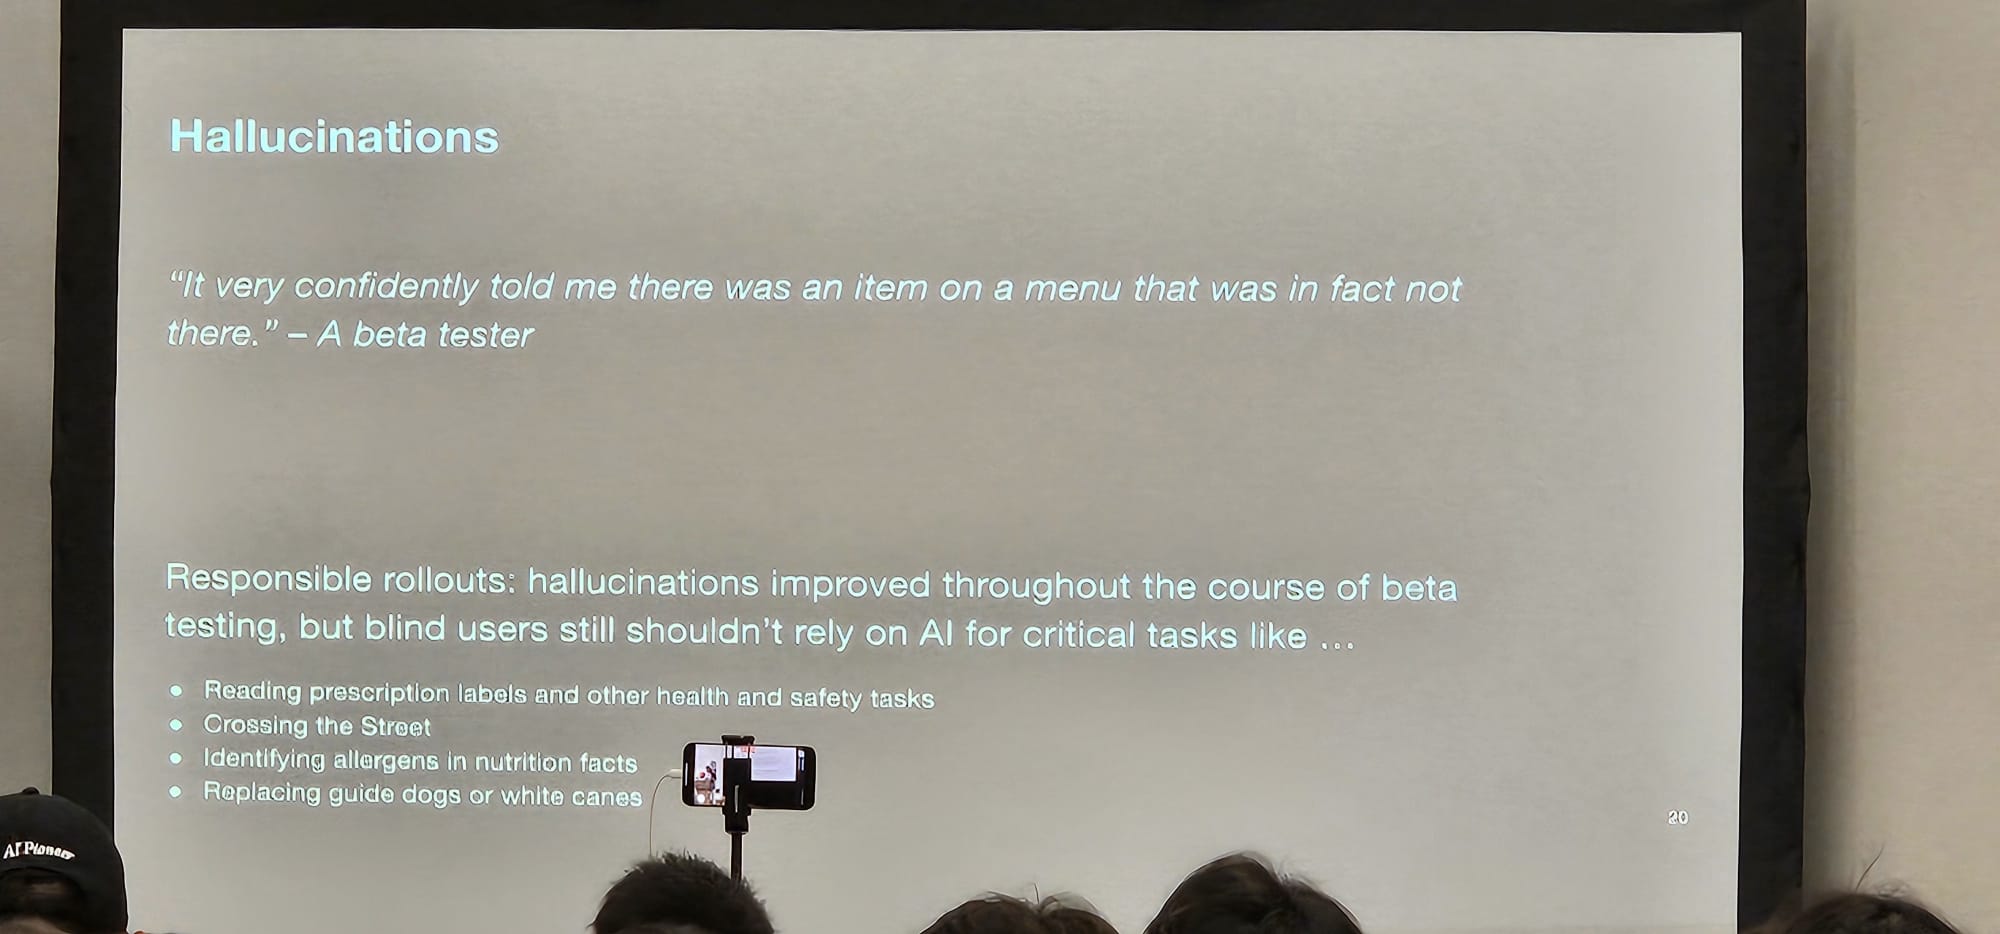 Hallucinations
“It very confidently told me there was an item on a menu that was in fact not
there.” – A beta tester
Responsible rollouts: hallucinations improved throughout the course of beta
testing, but blind users still shouldn’t rely on AI for critical tasks like ...
● Reading prescription labels and other health and safety tasks
● Crossing the Street
● Identifying allergens in nutrition facts
● Replacing guide dogs or white canes
20
AI Pioneer